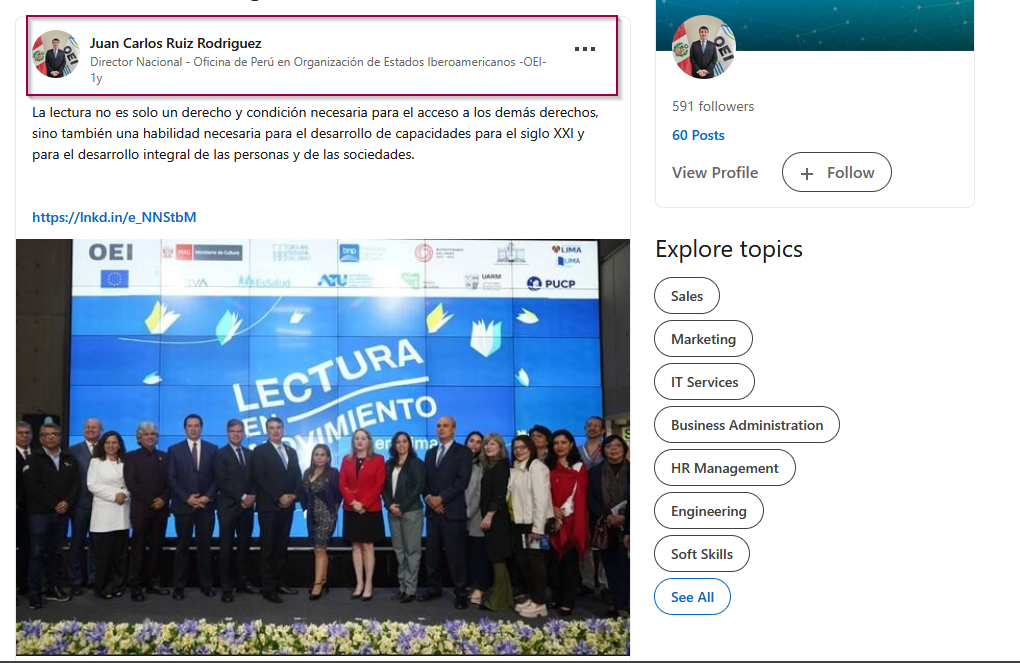 Juan Carlos Ruiz Rodriguez
Director Nacional - Oficina de Perú en Organización de Estados Iberoamericanos -OEI-
1y
La lectura no es solo un derecho y condición necesaria para el acceso a los demás derechos,
sino también una habilidad necesaria para el desarrollo de capacidades para el siglo XXI y
para el desarrollo integral de las personas y de las sociedades.
https://lnkd.in/e_NNStbM
OEI
PERÚ Ministerio de Cultura
bnp
LIMA
LIMA
EsSalud
ATU
UARM
PUCP
LECTURA
EN
MOVIMIENTO
OEI
591 followers
60 Posts
View Profile
+ Follow
Explore topics
Sales
Marketing
IT Services
Business Administration
HR Management
Engineering
Soft Skills
See All